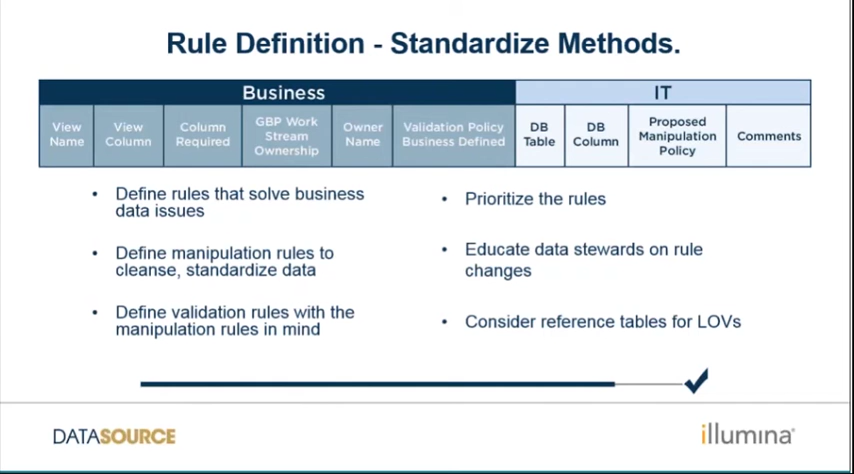 Rule Definition - Standardize Methods.
Business
IT
View
Name
View
Column
Column
Required
GBP Work
Stream
Ownership
Owner
Name
Validation Policy
Business Defined
DB
Table
DB
Column
Proposed
Manipulation
Policy
Comments
• Define rules that solve business
data issues
• Define manipulation rules to
cleanse, standardize data
• Define validation rules with the
manipulation rules in mind
• Prioritize the rules
• Educate data stewards on rule
changes
• Consider reference tables for LOVs
DATASOURCE
illumina®